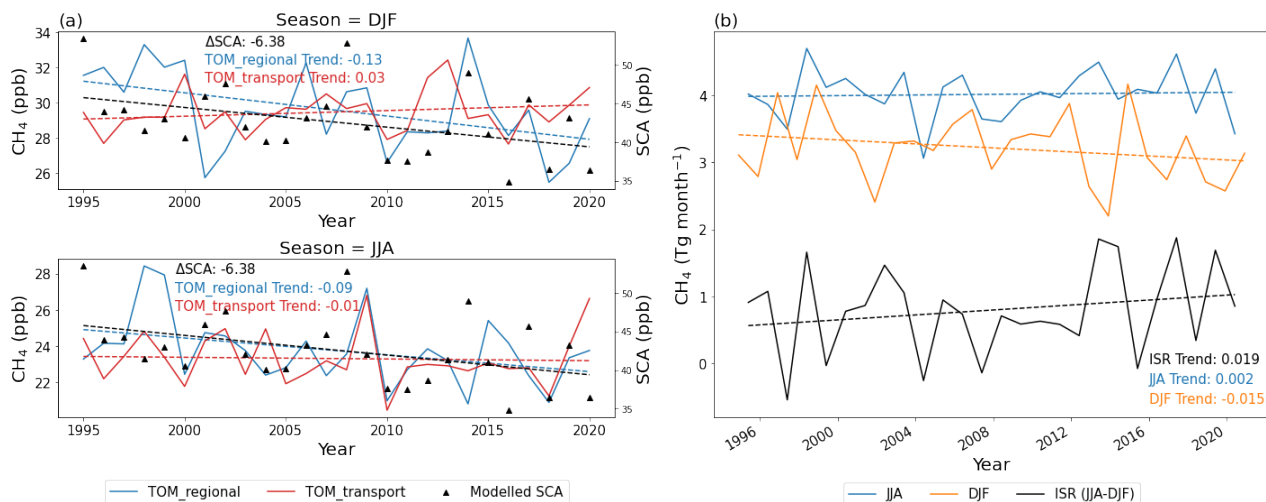 (a)
Season = DJF
34
32
30
28
26
CH₄ (ppb)
ΔSCA: -6.38
TOM_regional Trend: -0.13
TOM_transport Trend: 0.03
50
45
40
35
SCA (ppb)
1995 2000 2005 2010 2015 2020
Year
Season = JJA
28
26
24
22
CH₄ (ppb)
ΔSCA: -6.38
TOM_regional Trend: -0.09
TOM_transport Trend: -0.01
50
45
40
35
SCA (ppb)
1995 2000 2005 2010 2015 2020
Year
TOM_regional TOM_transport Modelled SCA
(b)
4
3
2
1
0
CH₄ (Tg month⁻¹)
ISR Trend: 0.019
JJA Trend: 0.002
DJF Trend: -0.015
1996 2000 2004 2008 2012 2016 2020
Year
JJA DJF ISR (JJA-DJF)